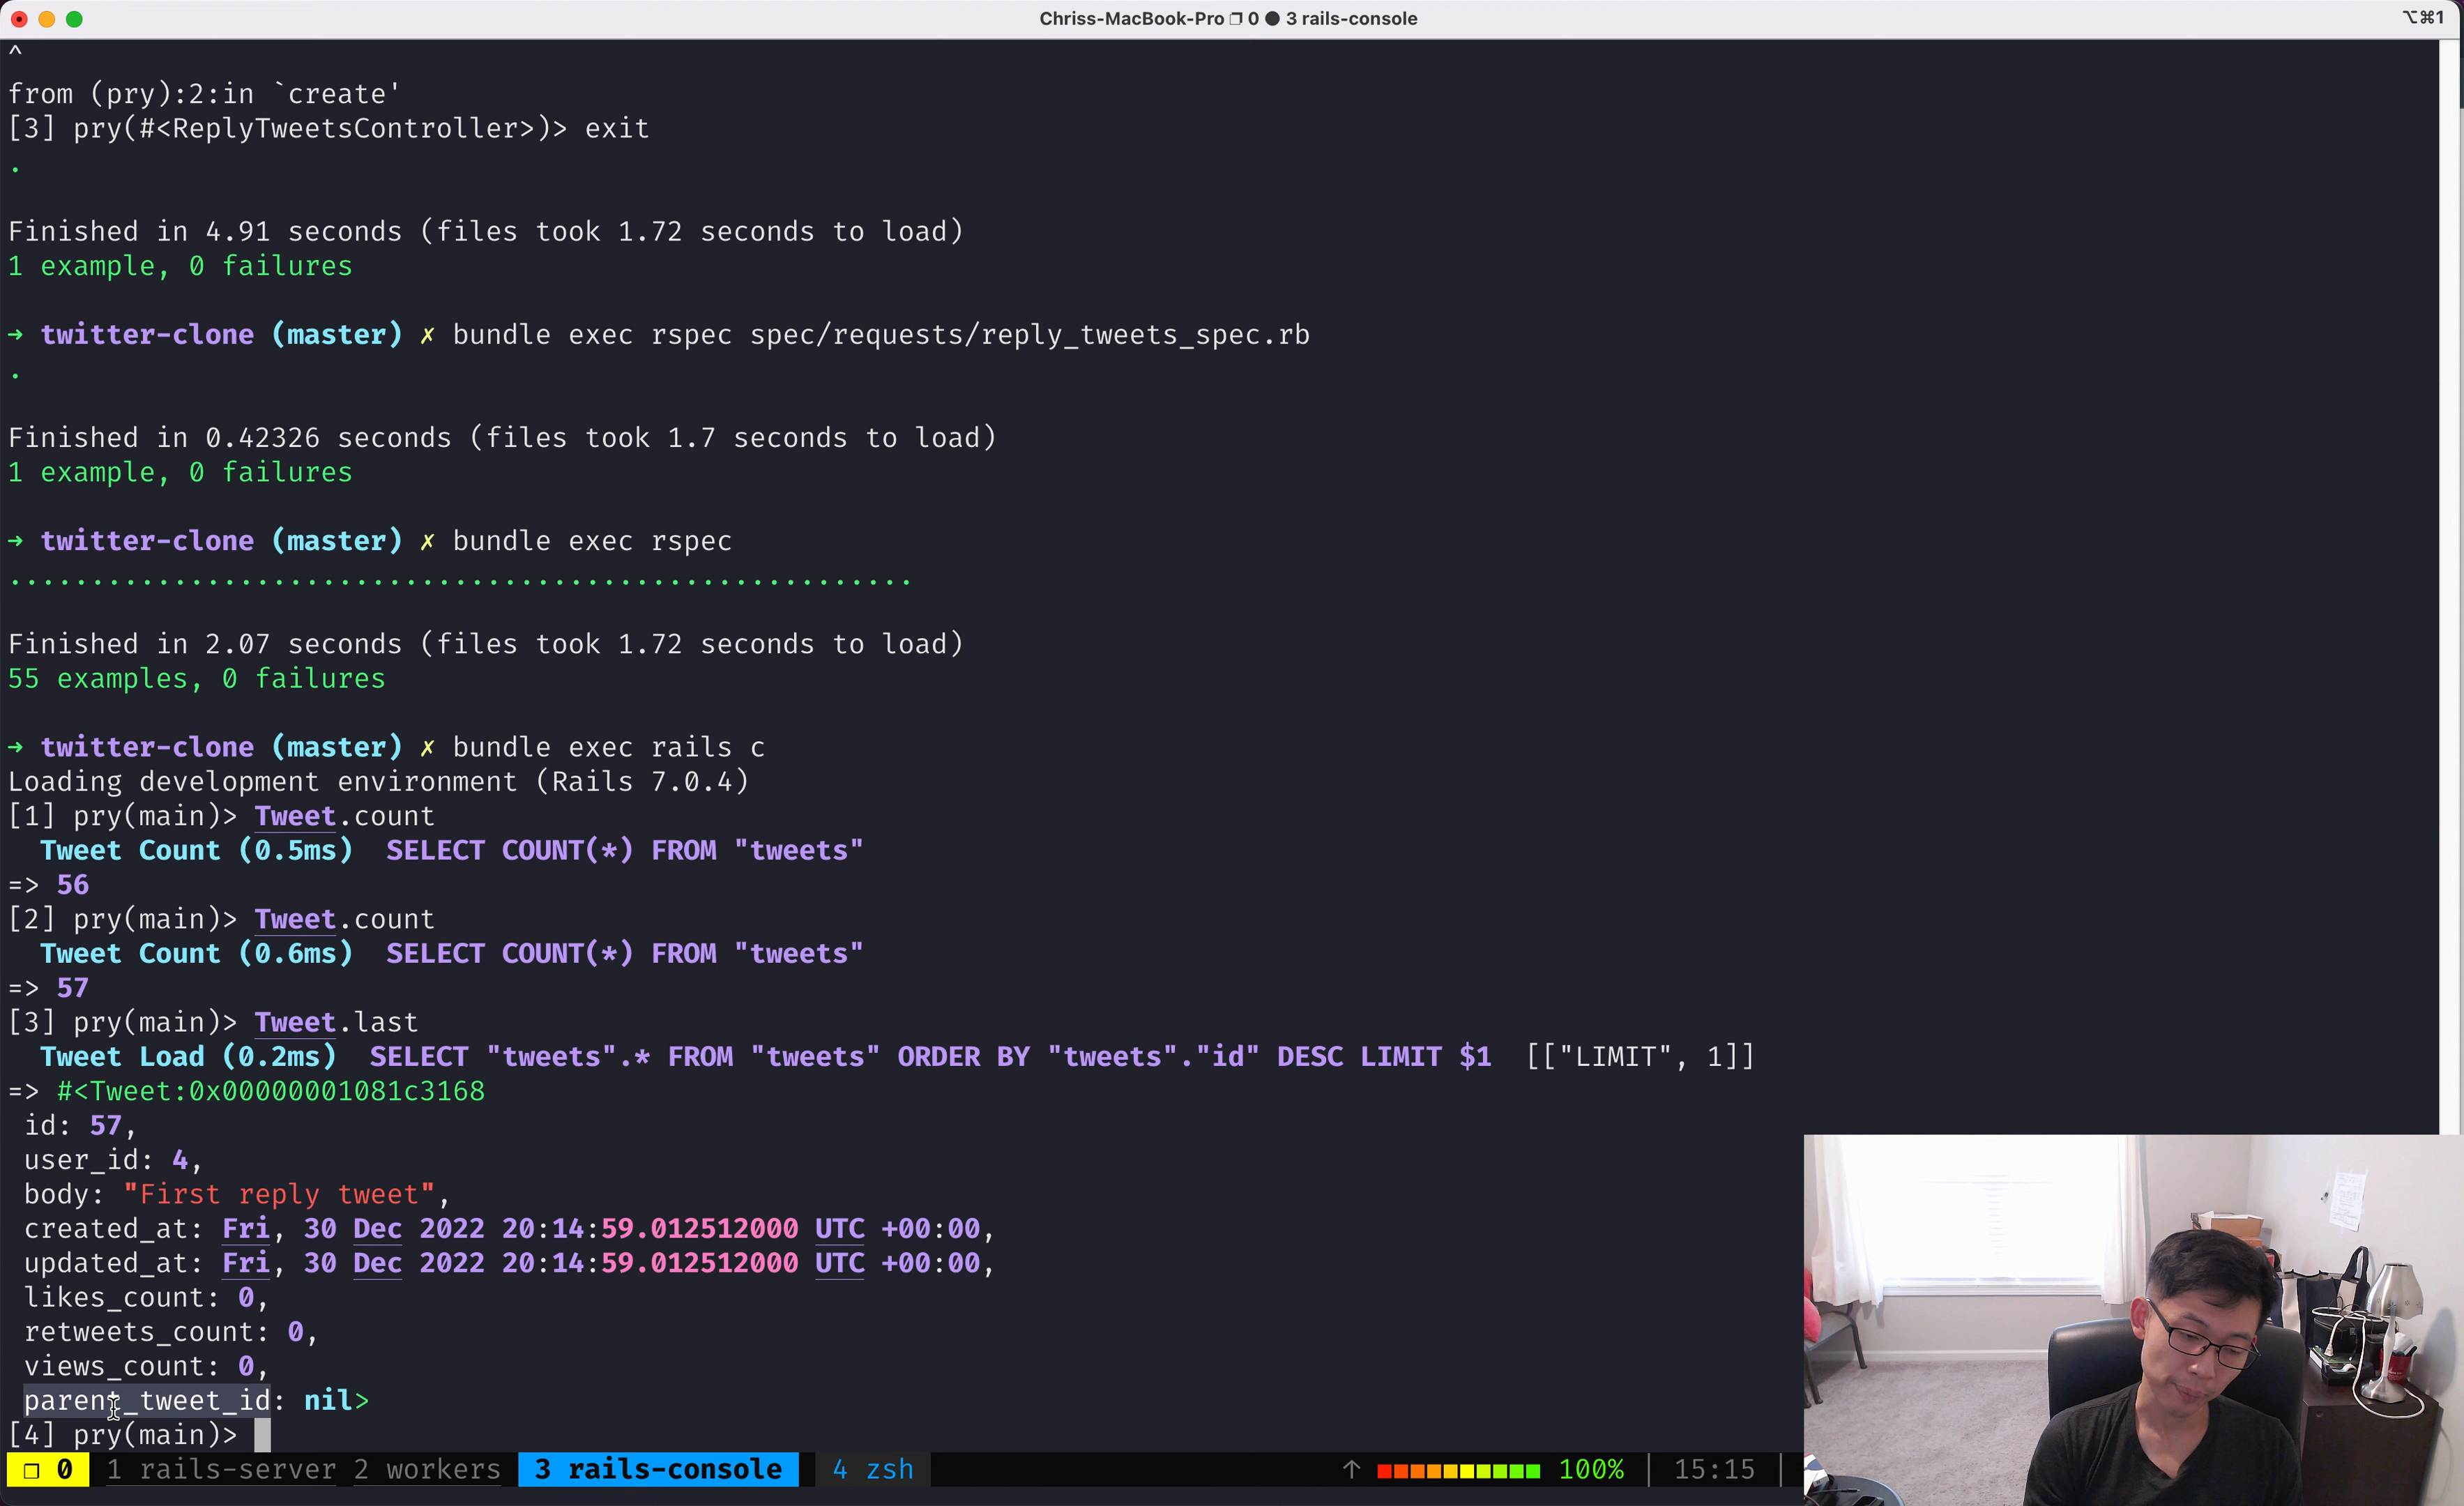 Chriss-MacBook-Pro ❐ 0 ● 3 rails-console
⌥⌘1
^
from (pry):2:in `create'
[3] pry(#<ReplyTweetsController>)> exit
.
Finished in 4.91 seconds (files took 1.72 seconds to load)
1 example, 0 failures
→ twitter-clone (master) ✗ bundle exec rspec spec/requests/reply_tweets_spec.rb
.
Finished in 0.42326 seconds (files took 1.7 seconds to load)
1 example, 0 failures
→ twitter-clone (master) ✗ bundle exec rspec
.......................................................
Finished in 2.07 seconds (files took 1.72 seconds to load)
55 examples, 0 failures
→ twitter-clone (master) ✗ bundle exec rails c
Loading development environment (Rails 7.0.4)
[1] pry(main)> Tweet.count
Tweet Count (0.5ms)  SELECT COUNT(*) FROM "tweets"
=> 56
[2] pry(main)> Tweet.count
Tweet Count (0.6ms)  SELECT COUNT(*) FROM "tweets"
=> 57
[3] pry(main)> Tweet.last
Tweet Load (0.2ms)  SELECT "tweets".* FROM "tweets" ORDER BY "tweets"."id" DESC LIMIT $1  [["LIMIT", 1]]
=> #<Tweet:0x00000001081c3168
id: 57,
user_id: 4,
body: "First reply tweet",
created_at: Fri, 30 Dec 2022 20:14:59.012512000 UTC +00:00,
updated_at: Fri, 30 Dec 2022 20:14:59.012512000 UTC +00:00,
likes_count: 0,
retweets_count: 0,
views_count: 0,
parent_tweet_id: nil>
[4] pry(main)>
❐ 0 1 rails-server 2 workers 3 rails-console 4 zsh ↑ 100% | 15:15 |